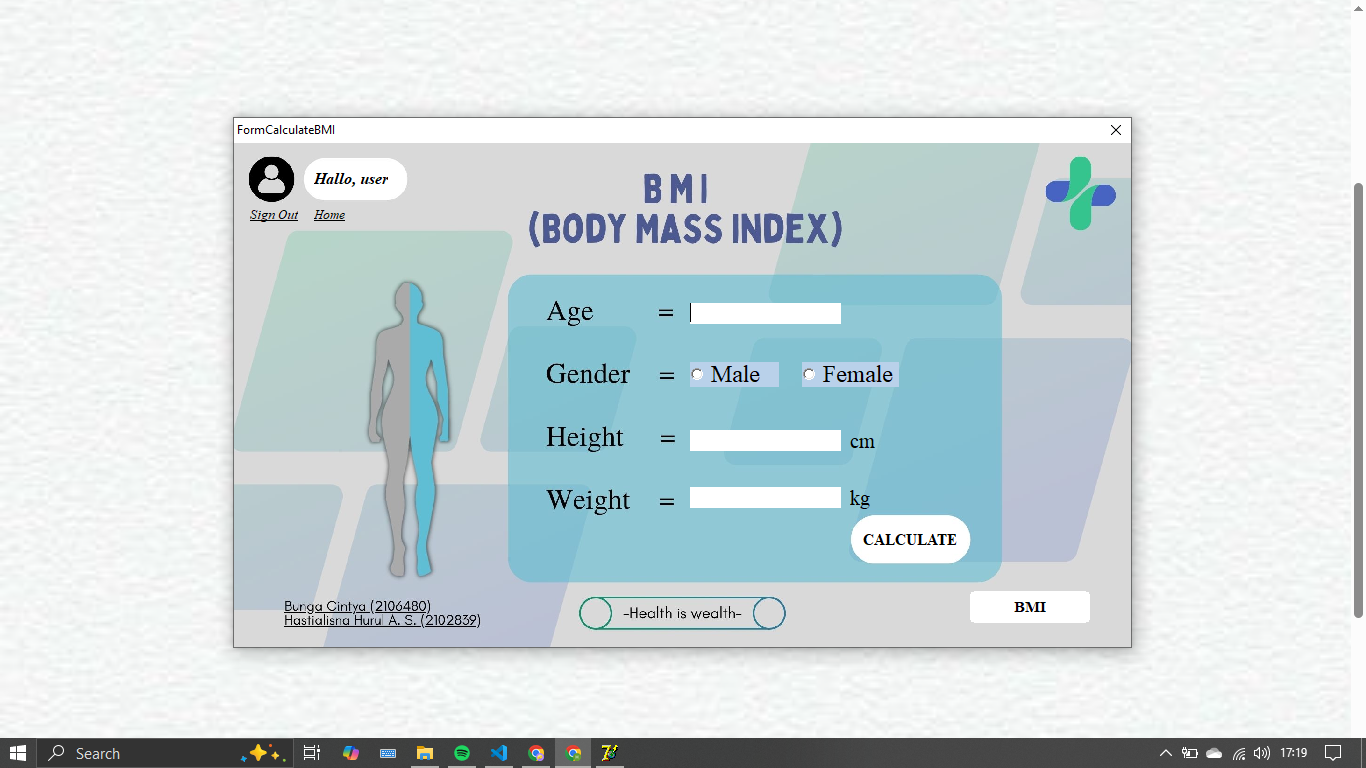 FormCalculateBMI
Hallo, user
Sign Out Home
BMI
(BODY MASS INDEX)
Age =
Gender = Male Female
Height = cm
Weight = kg
CALCULATE
Bunga Cintya (2106480)
Hastialisna Hurul A. S. (2102839)
-Health is wealth-
BMI
Search
17:19